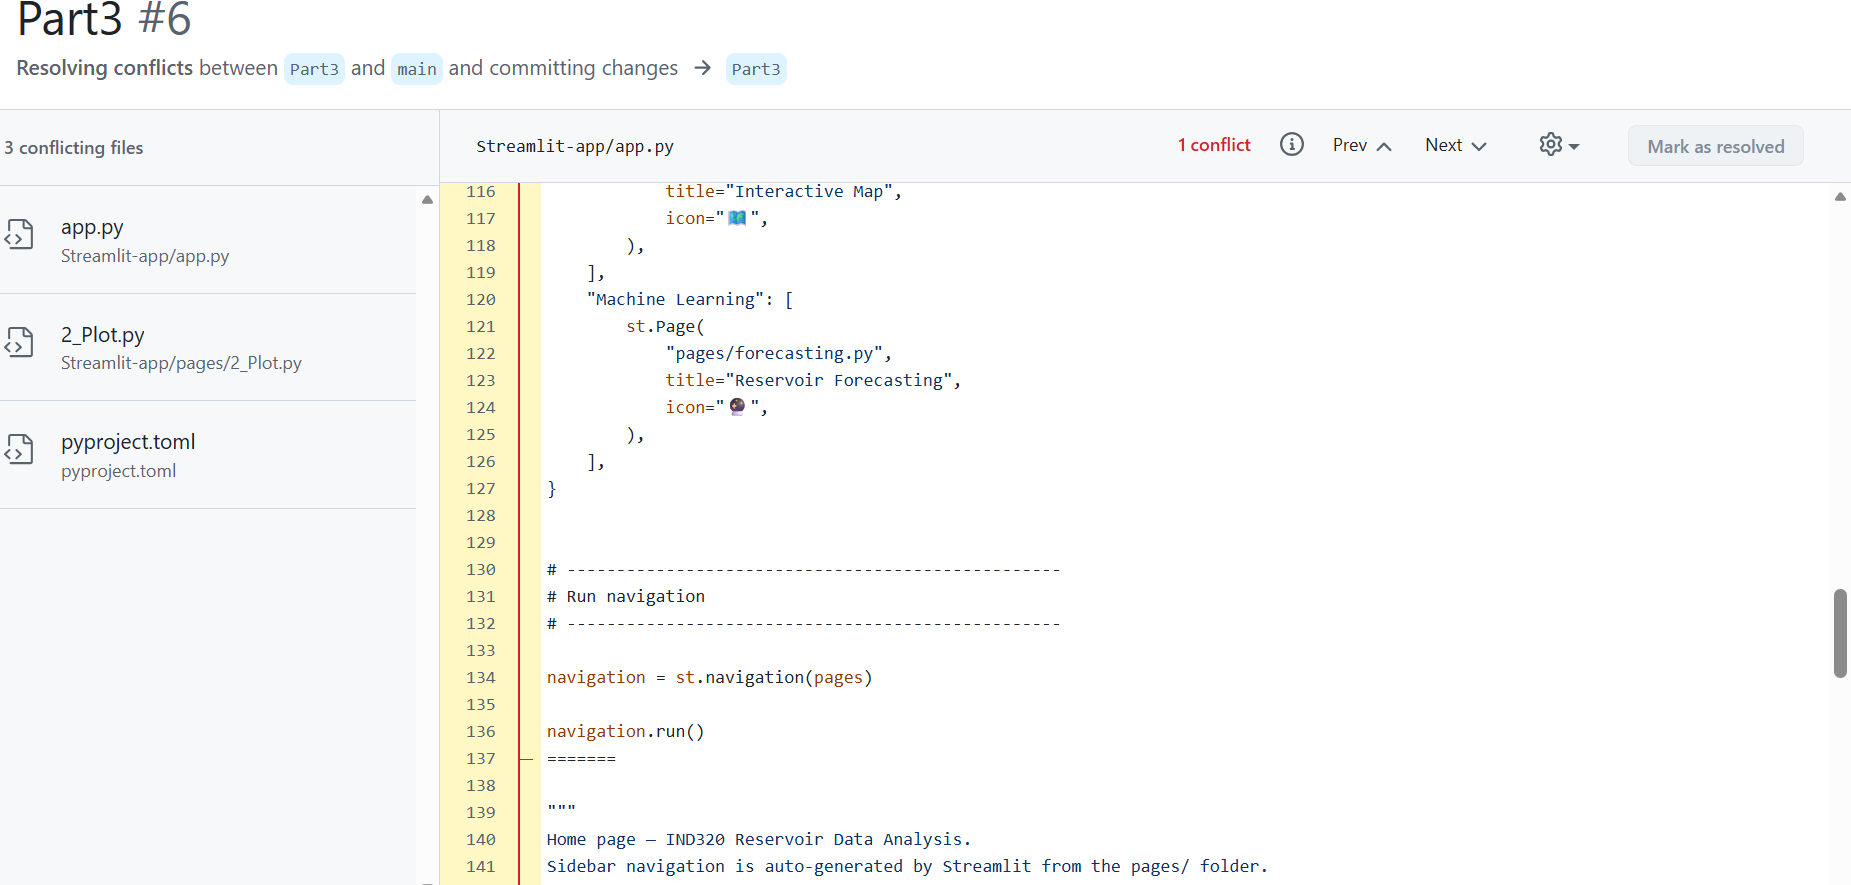 Part3 #6
Resolving conflicts between Part3 and main and committing changes → Part3
3 conflicting files
app.py
Streamlit-app/app.py
2_Plot.py
Streamlit-app/pages/2_Plot.py
pyproject.toml
pyproject.toml
Streamlit-app/app.py
1 conflict
Prev
Next
Mark as resolved
116             title="Interactive Map",
117             icon="🗺️",
118         ),
119     ],
120     "Machine Learning": [
121         st.Page(
122             "pages/forecasting.py",
123             title="Reservoir Forecasting",
124             icon="🔮",
125         ),
126     ],
127 }
128
129
130 # --------------------------------------------------
131 # Run navigation
132 # --------------------------------------------------
133
134 navigation = st.navigation(pages)
135
136 navigation.run()
137 =======
138
139 """
140 Home page — IND320 Reservoir Data Analysis.
141 Sidebar navigation is auto-generated by Streamlit from the pages/ folder.